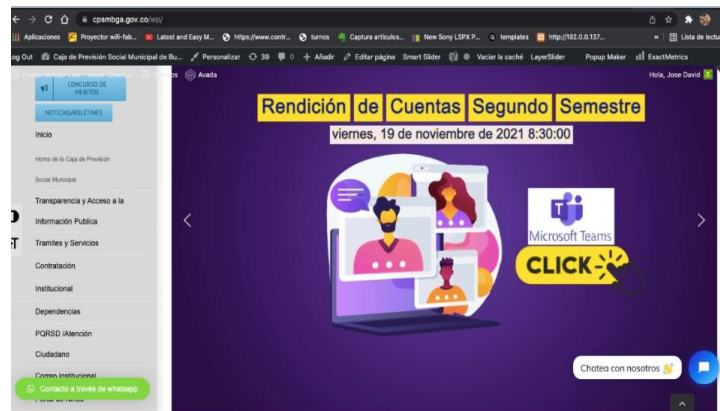 cpsmbga.gov.co/wp/
Aplicaciones Proyector wifi-fab... Latest and Easy M... https://www.contr... turnos Captura artículos... New Sony LSPX P... templates http://192.0.0.137... » Lista de lectu
og Out Caja de Previsión Social Municipal de Bu... Personalizar 39 0 + Añadir Editar página Smart Slider Vaciar la caché LayerSlider Popup Maker ExactMetrics
Avada Hola, Jose David
CONCURSO DE
MERITOS
NOTICIAS/BOLETINES
Inicio
Home de la Caja de Previsión
Social Municipal
Transparencia y Acceso a la
Información Publica
Tramites y Servicios
Contratación
Institucional
Dependencias
PQRSD /Atención
Ciudadano
Correo Institucional
Contacto a través de whatsapp
Rendición de Cuentas Segundo Semestre
viernes, 19 de noviembre de 2021 8:30:00
Microsoft Teams
CLICK
Chatea con nosotros